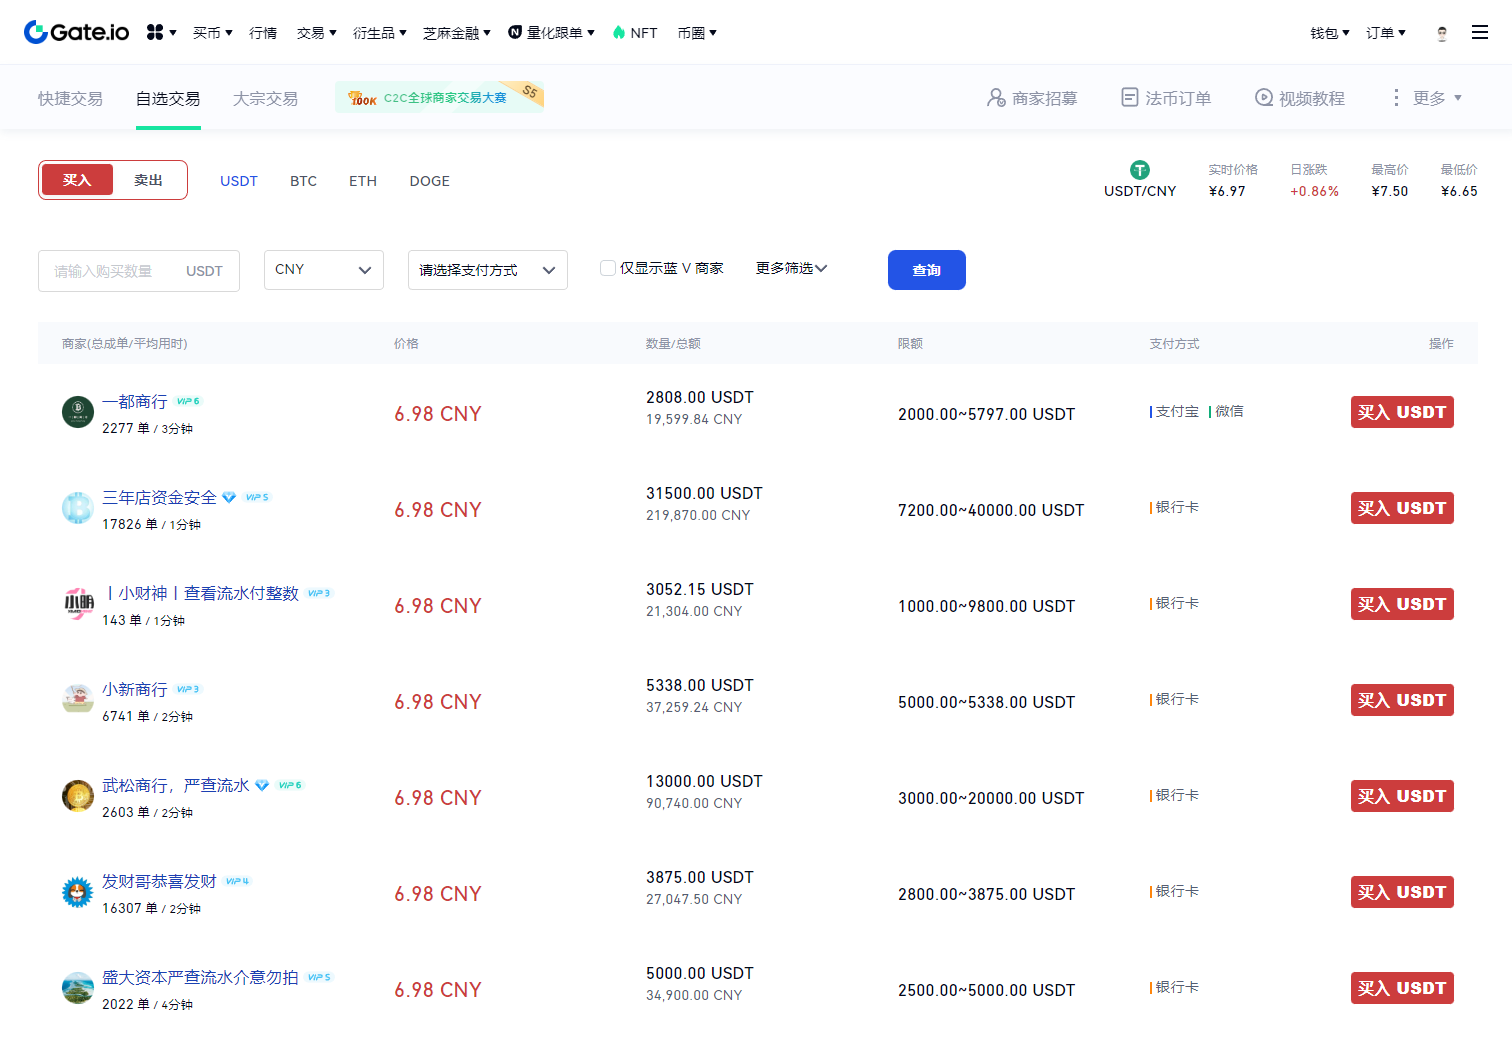 Gate.io 买币 行情 交易 衍生品 芝麻金融 量化跟单 NFT 币圈 钱包 订单
快捷交易 自选交易 大宗交易 100K C2C全球商家交易大赛 S5 商家招募 法币订单 视频教程 更多
买入 卖出 USDT BTC ETH DOGE
USDT/CNY
实时价格 日涨跌 最高价 最低价
¥6.97 +0.86% ¥7.50 ¥6.65
请输入购买数量 USDT CNY 请选择支付方式 仅显示蓝 V 商家 更多筛选 查询
商家(总成单/平均用时) 价格 数量/总额 限额 支付方式 操作
一都商行 VIP 6
2277 单 / 3分钟
6.98 CNY
2808.00 USDT
19,599.84 CNY
2000.00~5797.00 USDT
支付宝 微信
买入 USDT
三年店资金安全 VIP 5
17826 单 / 1分钟
6.98 CNY
31500.00 USDT
219,870.00 CNY
7200.00~40000.00 USDT
银行卡
买入 USDT
小明
丨小财神丨查看流水付整数 VIP 3
143 单 / 1分钟
6.98 CNY
3052.15 USDT
21,304.00 CNY
1000.00~9800.00 USDT
银行卡
买入 USDT
小新商行 VIP 3
6741 单 / 2分钟
6.98 CNY
5338.00 USDT
37,259.24 CNY
5000.00~5338.00 USDT
银行卡
买入 USDT
武松商行，严查流水 VIP 6
2603 单 / 2分钟
6.98 CNY
13000.00 USDT
90,740.00 CNY
3000.00~20000.00 USDT
银行卡
买入 USDT
发财哥恭喜发财 VIP 4
16307 单 / 2分钟
6.98 CNY
3875.00 USDT
27,047.50 CNY
2800.00~3875.00 USDT
银行卡
买入 USDT
盛大资本严查流水介意勿拍 VIP 5
2022 单 / 4分钟
6.98 CNY
5000.00 USDT
34,900.00 CNY
2500.00~5000.00 USDT
银行卡
买入 USDT